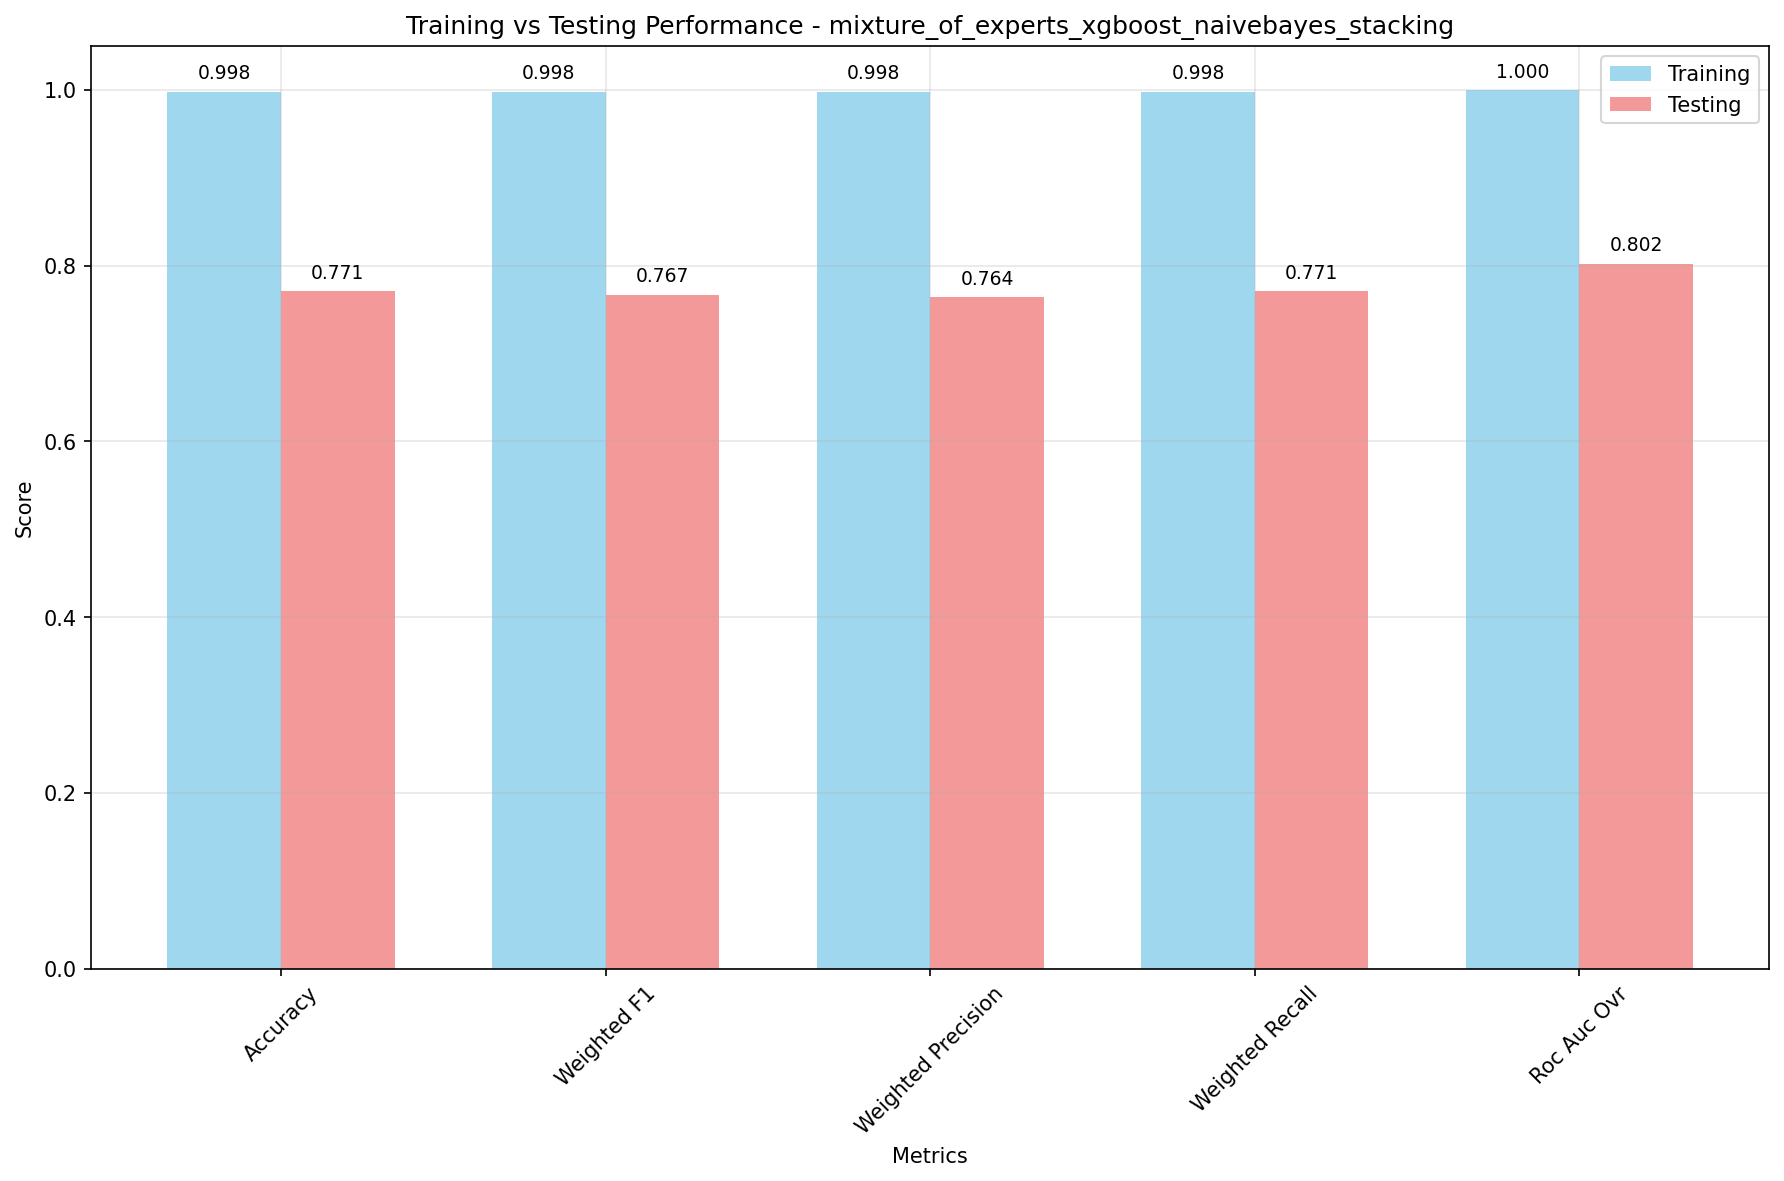 Training vs Testing Performance - mixture_of_experts_xgboost_naivebayes_stacking
Training
Testing
0.998
0.998
0.998
0.998
1.000
0.771
0.767
0.764
0.771
0.802
1.0
0.8
0.6
0.4
0.2
0.0
Score
Accuracy
Weighted F1
Weighted Precision
Weighted Recall
Roc Auc Ovr
Metrics